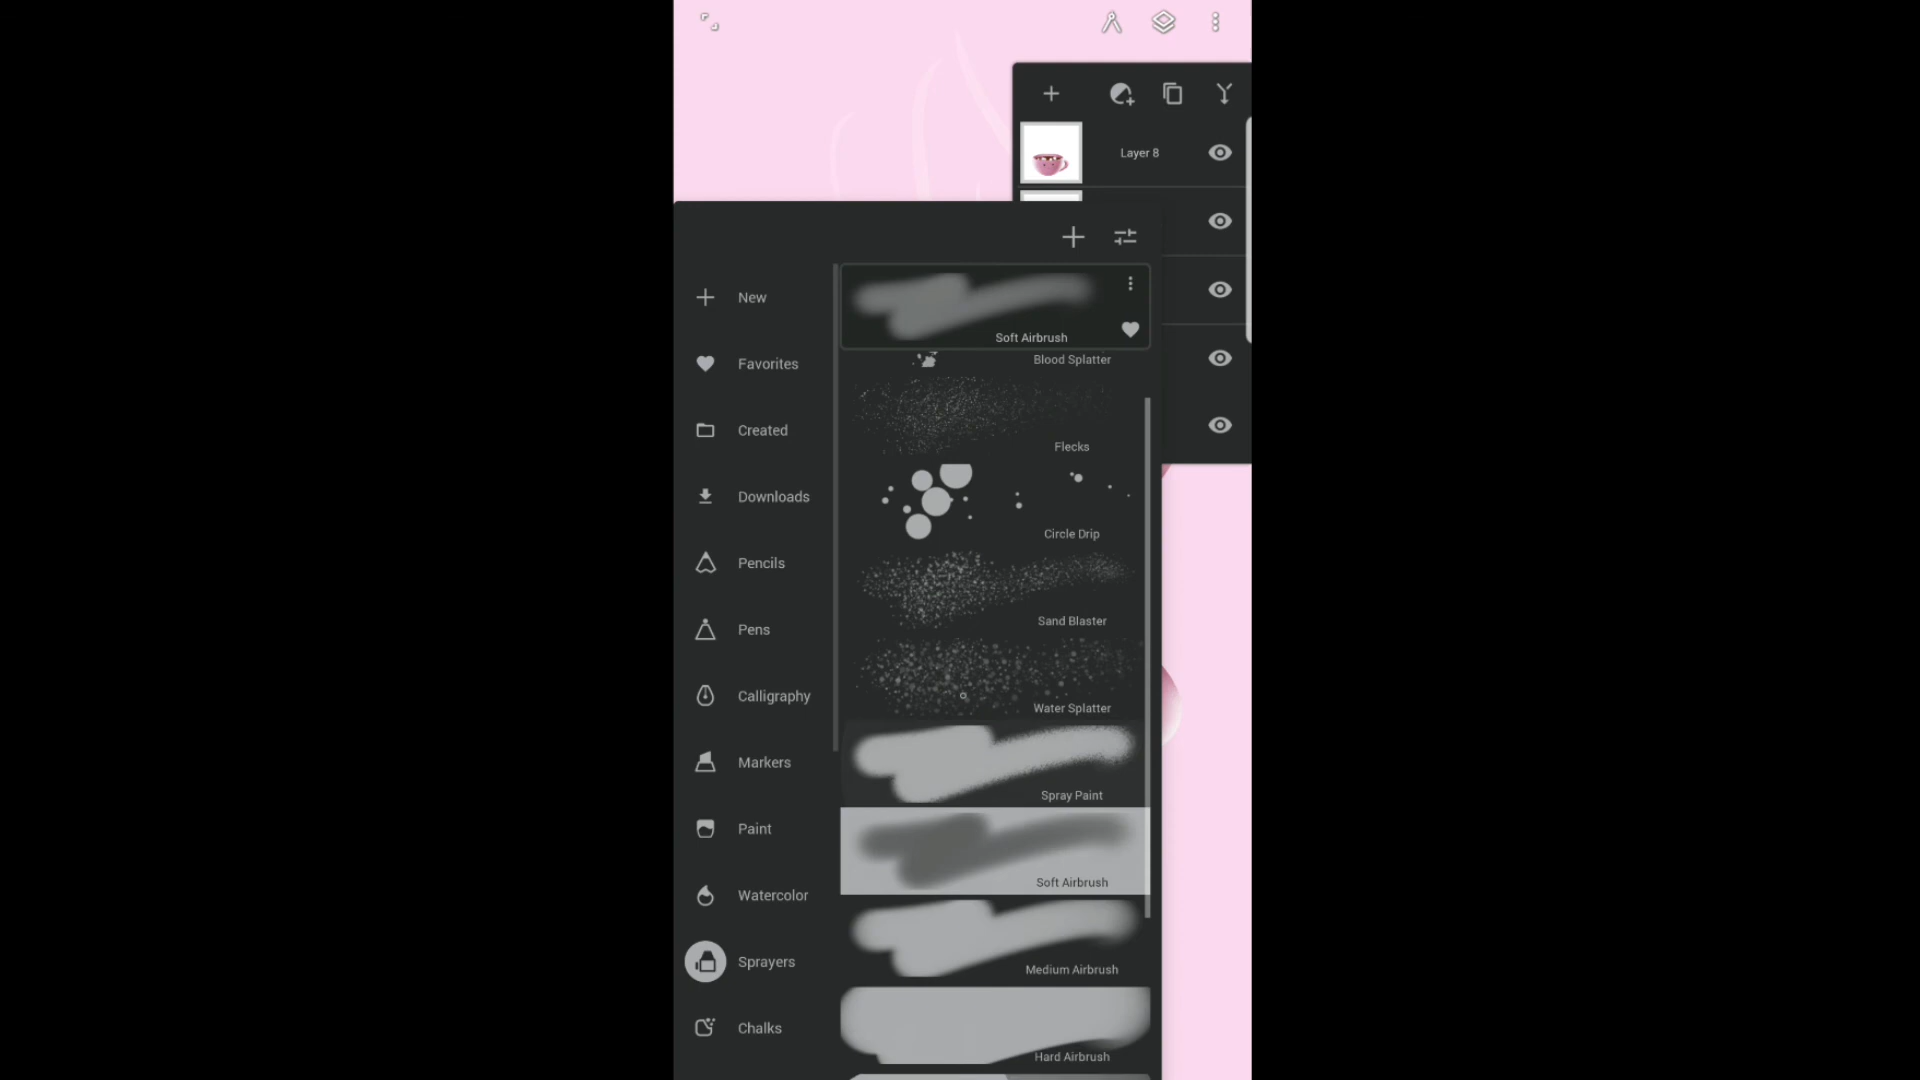 Layer 8
New
Favorites
Created
Downloads
Pencils
Pens
Calligraphy
Markers
Paint
Watercolor
Sprayers
Chalks
Soft Airbrush
Blood Splatter
Flecks
Circle Drip
Sand Blaster
Water Splatter
Spray Paint
Soft Airbrush
Medium Airbrush
Hard Airbrush